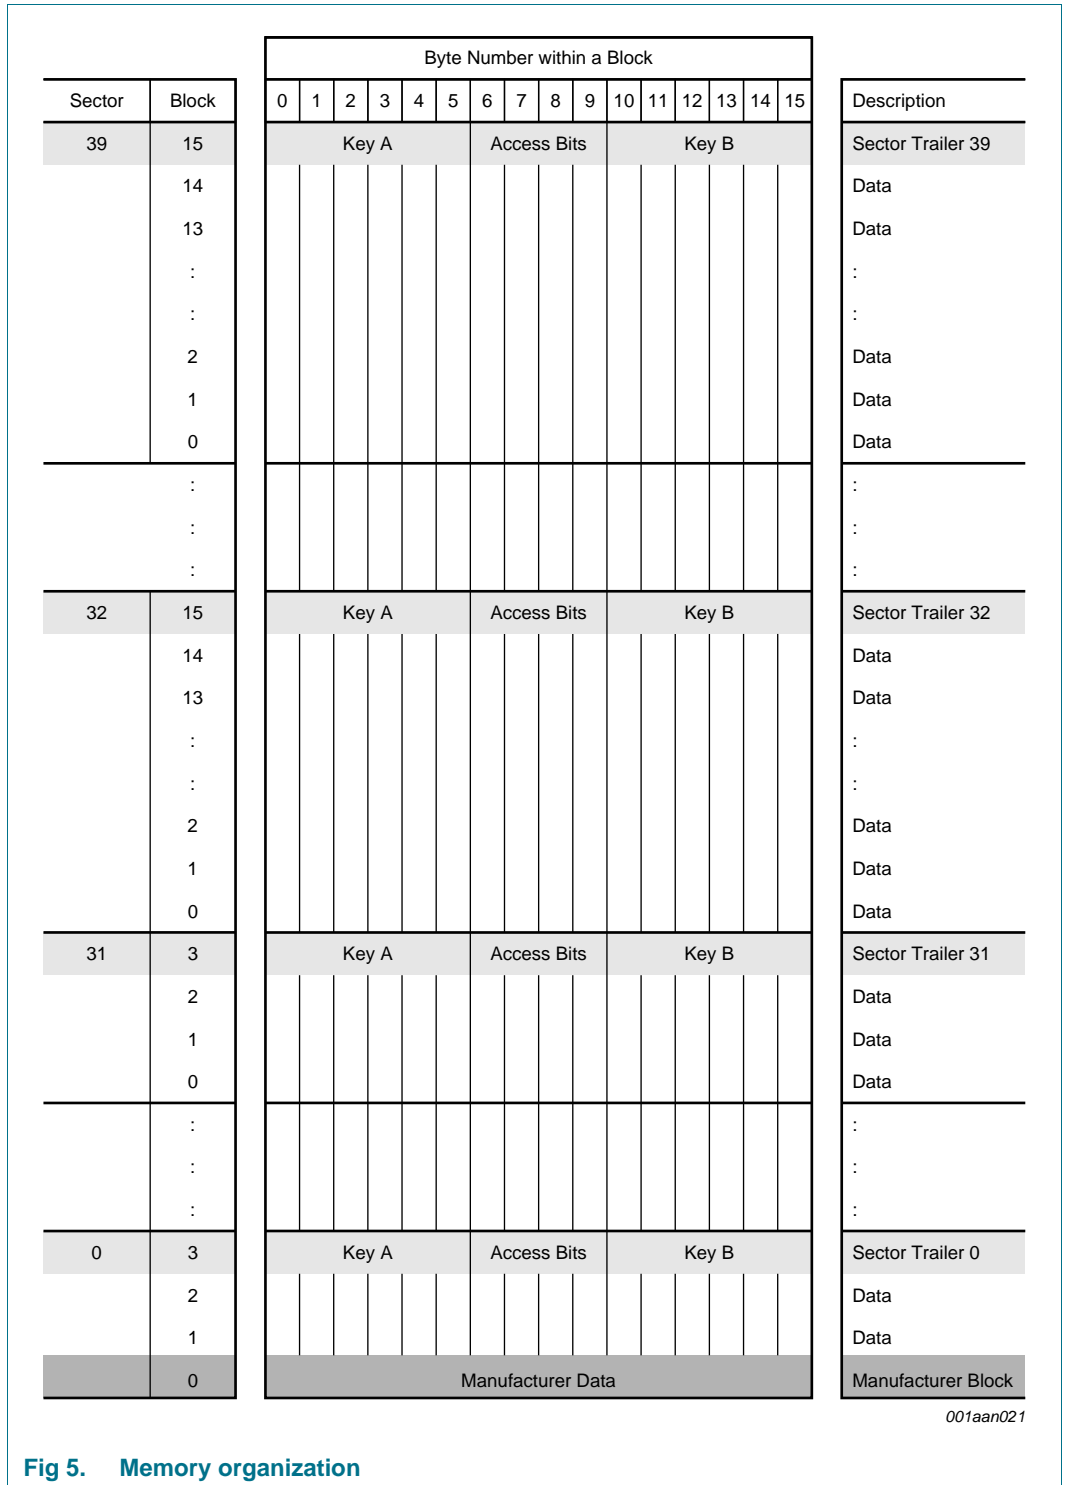 Byte Number within a Block
Sector Block 0 1 2 3 4 5 6 7 8 9 10 11 12 13 14 15 Description
39 15 Key A Access Bits Key B Sector Trailer 39
14 Data
13 Data
: :
: :
2 Data
1 Data
0 Data
: :
: :
: :
32 15 Key A Access Bits Key B Sector Trailer 32
14 Data
13 Data
: :
: :
2 Data
1 Data
0 Data
31 3 Key A Access Bits Key B Sector Trailer 31
2 Data
1 Data
0 Data
: :
: :
: :
0 3 Key A Access Bits Key B Sector Trailer 0
2 Data
1 Data
0 Manufacturer Data Manufacturer Block
001aan021
Fig 5. Memory organization